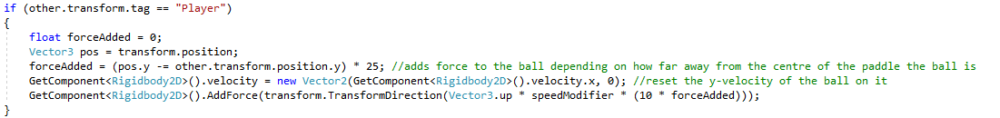 if (other.transform.tag == "Player")
{
float forceAdded = 0;
Vector3 pos = transform.position;
forceAdded = (pos.y -= other.transform.position.y) * 25; //adds force to the ball depending on how far away from the centre of the paddle the ball is
GetComponent<Rigidbody2D>().velocity = new Vector2(GetComponent<Rigidbody2D>().velocity.x, 0); //reset the y-velocity of the ball on it
GetComponent<Rigidbody2D>().AddForce(transform.TransformDirection(Vector3.up * speedModifier * (10 * forceAdded)));
}